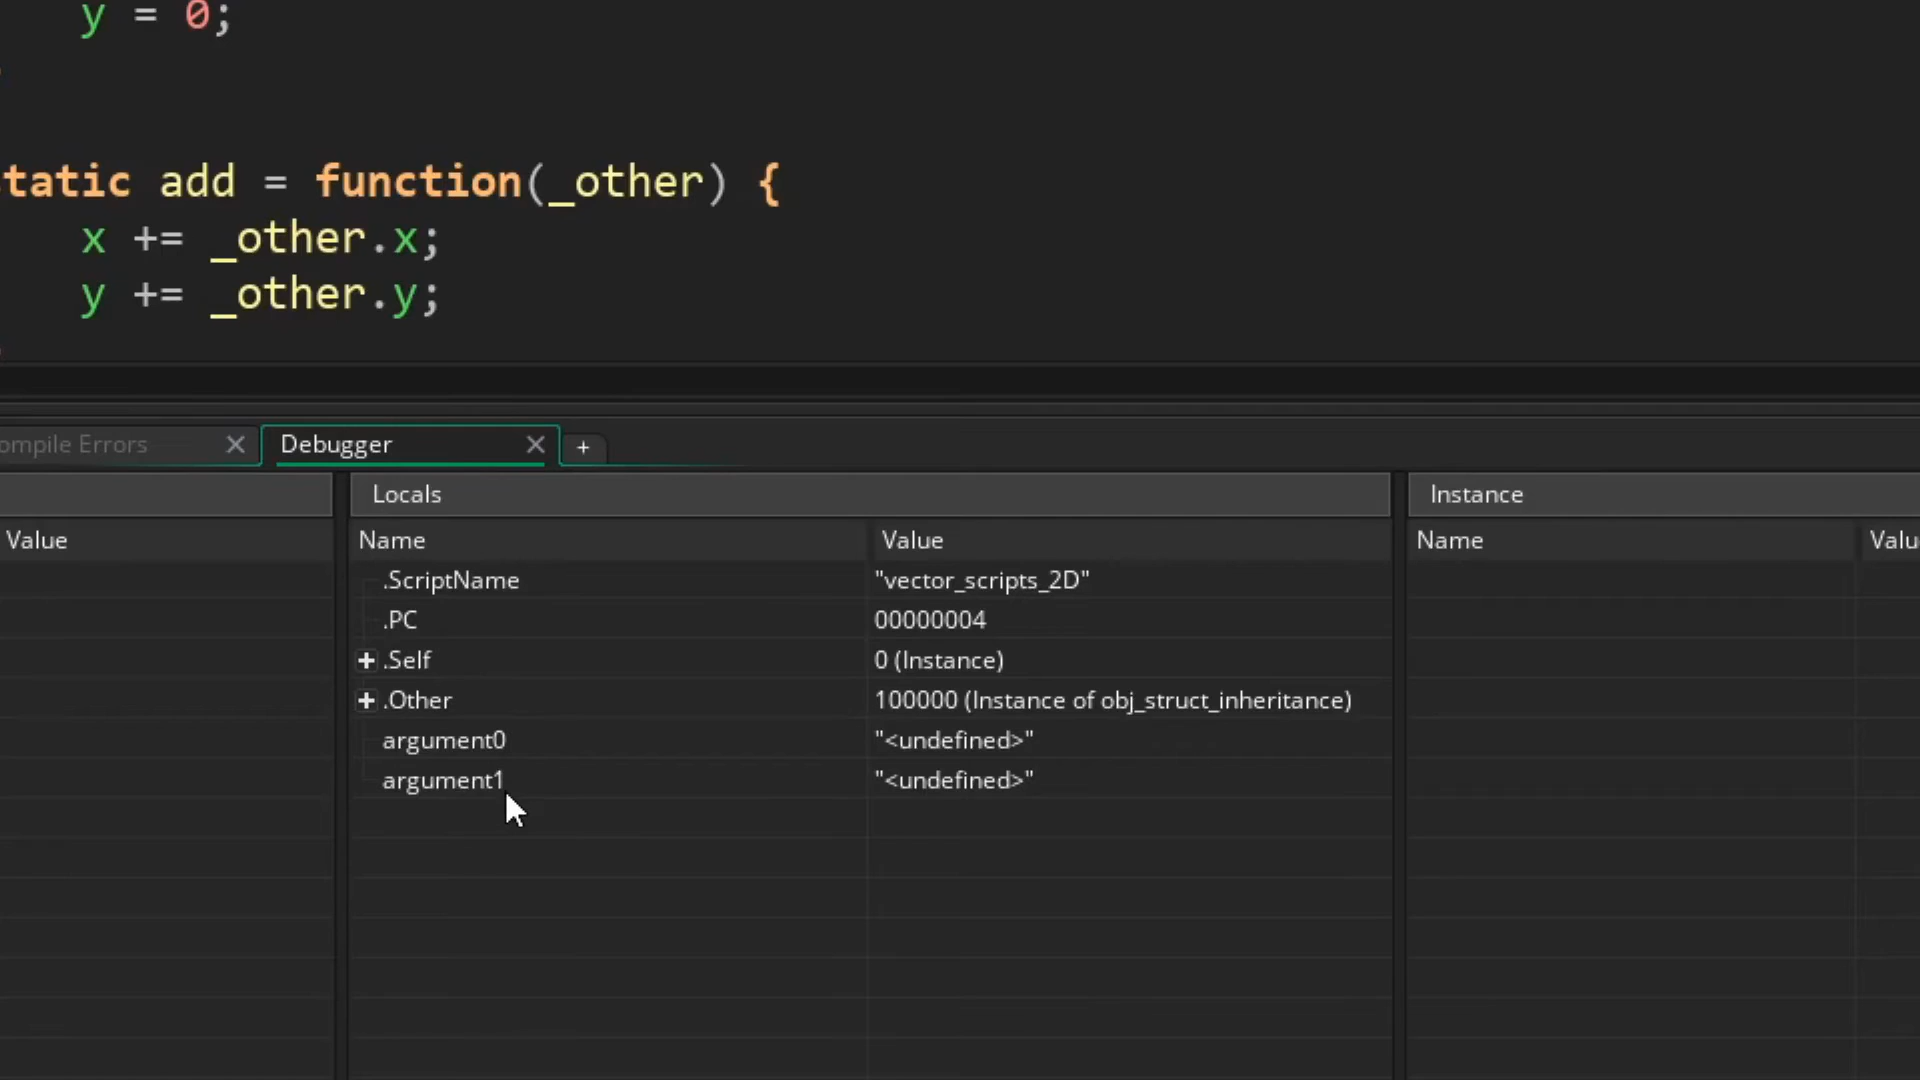 y = 0;
tatic add = function(_other) {
x += _other.x;
y += _other.y;
ompile Errors
Debugger
+
Locals
Instance
Value
Name
Value
Name
Valu
.ScriptName "vector_scripts_2D"
.PC 00000004
.Self 0 (Instance)
.Other 100000 (Instance of obj_struct_inheritance)
argument0 "<undefined>"
argument1 "<undefined>"